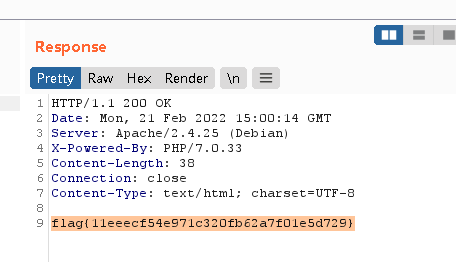 Response
Pretty Raw Hex Render \n
1 HTTP/1.1 200 OK
2 Date: Mon, 21 Feb 2022 15:00:14 GMT
3 Server: Apache/2.4.25 (Debian)
4 X-Powered-By: PHP/7.0.33
5 Content-Length: 38
6 Connection: close
7 Content-Type: text/html; charset=UTF-8
8
9 flag{11eeecf54e971c320fb62a7f01e5d729}